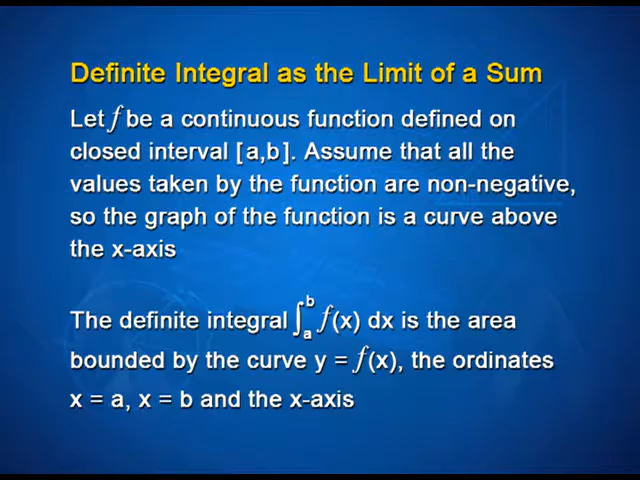 Definite Integral as the Limit of a Sum
Let f be a continuous function defined on
closed interval [a,b]. Assume that all the
values taken by the function are non-negative,
so the graph of the function is a curve above
the x-axis
The definite integral ∫ₐᵇ f(x) dx is the area
bounded by the curve y = f(x), the ordinates
x = a, x = b and the x-axis